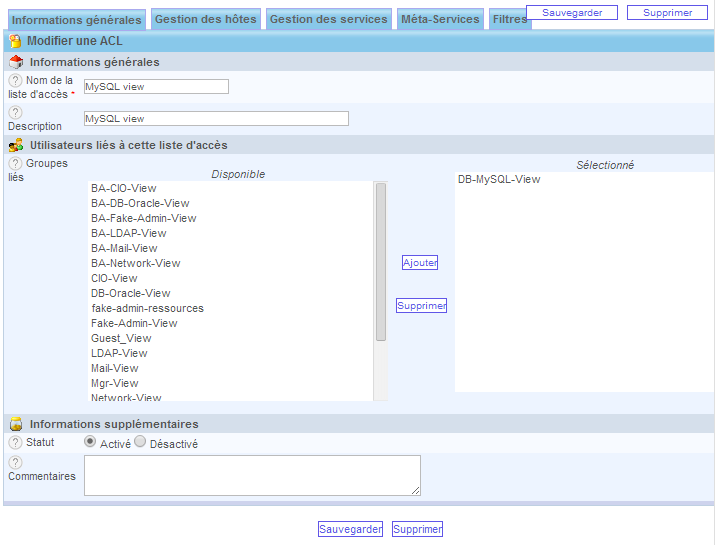 Informations générales Gestion des hôtes Gestion des services Méta-Services Filtres Sauvegarder Supprimer
Modifier une ACL
Informations générales
? Nom de la liste d'accès * MySQL view
? Description MySQL view
Utilisateurs liés à cette liste d'accès
? Groupes liés
Disponible
BA-CIO-View
BA-DB-Oracle-View
BA-Fake-Admin-View
BA-LDAP-View
BA-Mail-View
BA-Network-View
CIO-View
DB-Oracle-View
fake-admin-ressources
Fake-Admin-View
Guest_View
LDAP-View
Mail-View
Mgr-View
Network-View
Ajouter
Supprimer
Sélectionné
DB-MySQL-View
Informations supplémentaires
? Statut Activé Désactivé
? Commentaires
Sauvegarder Supprimer